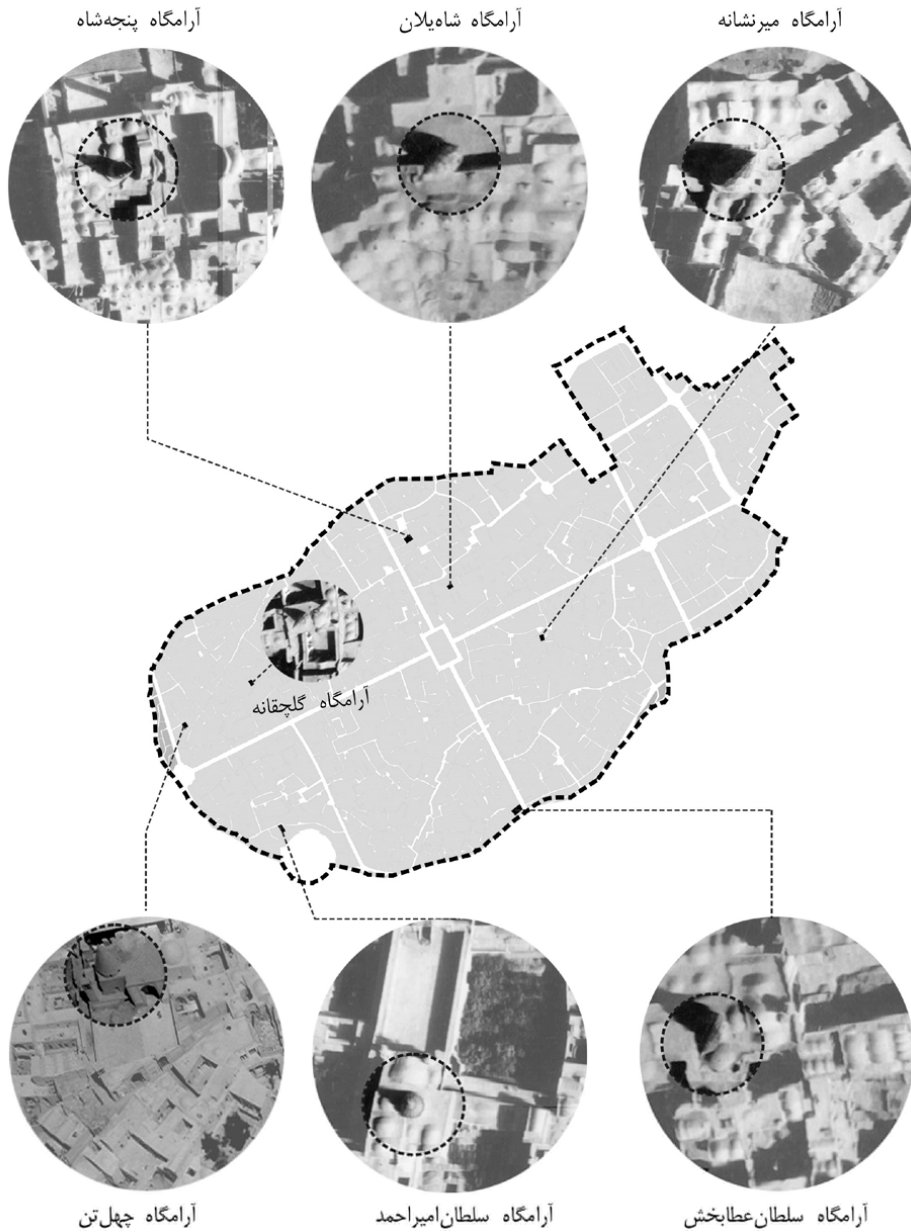 آرامگاه میرنشانه
آرامگاه شاه‌یلان
آرامگاه پنجه‌شاه
آرامگاه گلچقانه
آرامگاه سلطان‌عطابخش
آرامگاه سلطان‌امیراحمد
آرامگاه چهل‌تن